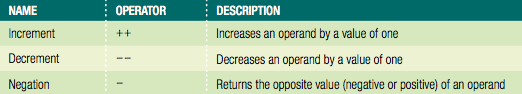 NAME OPERATOR DESCRIPTION
Increment ++ Increases an operand by a value of one
Decrement -- Decreases an operand by a value of one
Negation - Returns the opposite value (negative or positive) of an operand